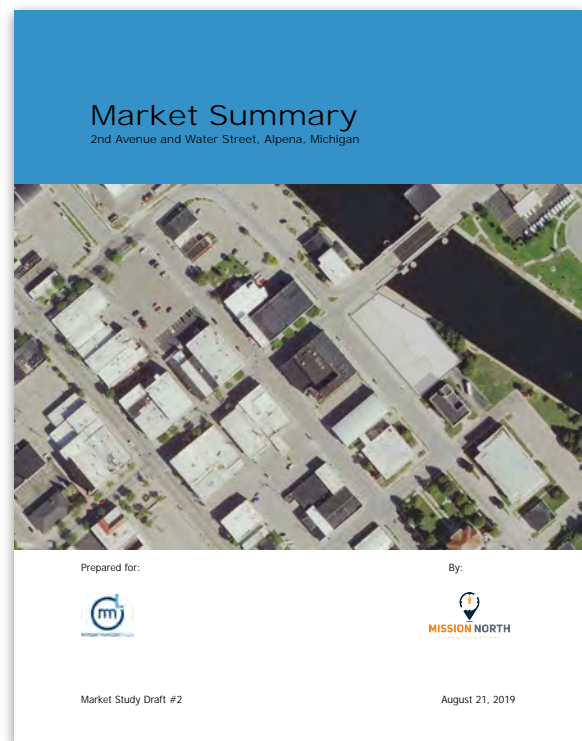 Market Summary
2nd Avenue and Water Street, Alpena, Michigan
Prepared for:
By:
m
MISSION NORTH
Market Study Draft #2
August 21, 2019